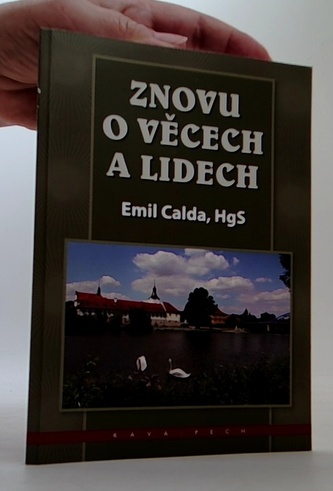 ZNOVU
O VĚCECH
A LIDECH
Emil Calda, HgS
KAVA-PECH